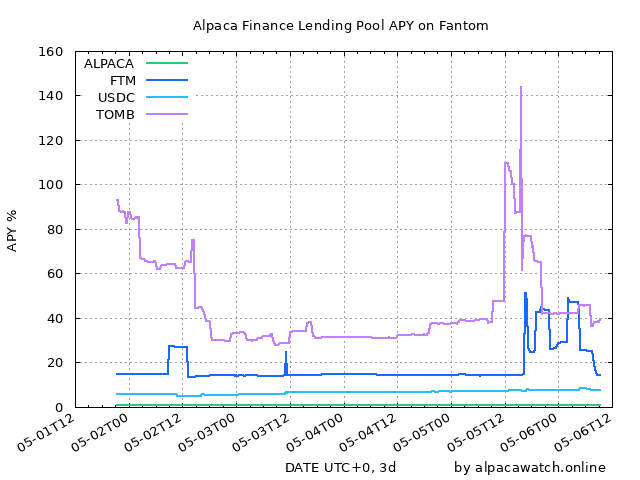 Alpaca Finance Lending Pool APY on Fantom
160
140
120
100
80
60
40
20
0
APY %
ALPACA
FTM
USDC
TOMB
05-01T12
05-02T00
05-02T12
05-03T00
05-03T12
05-04T00
05-04T12
05-05T00
05-05T12
05-06T00
05-06T12
DATE UTC+0, 3d
by alpacawatch.online